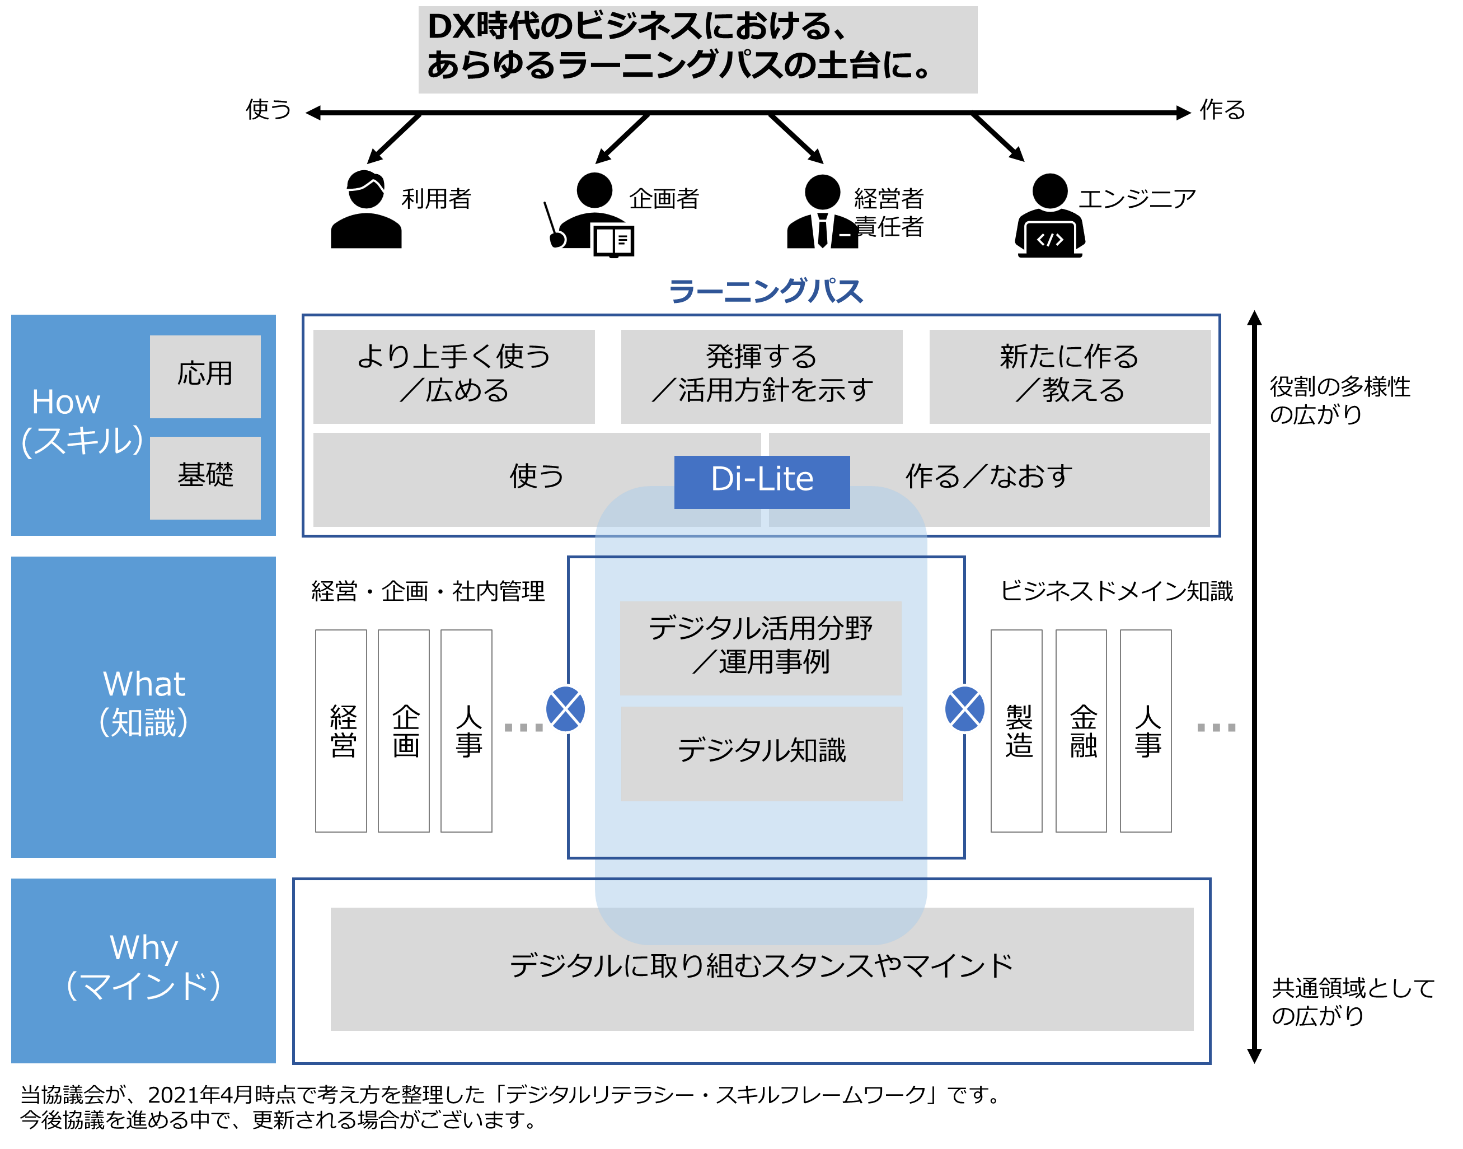 DX時代のビジネスにおける、
あらゆるラーニングパスの土台に。
使う
作る
利用者
企画者
経営者
責任者
エンジニア
</>
ラーニングパス
How
（スキル）
応用
基礎
より上手く使う
／広める
発揮する
／活用方針を示す
新たに作る
／教える
使う
Di-Lite
作る／なおす
役割の多様性
の広がり
What
（知識）
経営・企画・社内管理
経営
企画
人事
…
デジタル活用分野
／運用事例
デジタル知識
ビジネスドメイン知識
製造
金融
人事
…
Why
（マインド）
デジタルに取り組むスタンスやマインド
共通領域として
の広がり
当協議会が、2021年4月時点で考え方を整理した「デジタルリテラシー・スキルフレームワーク」です。
今後協議を進める中で、更新される場合がございます。